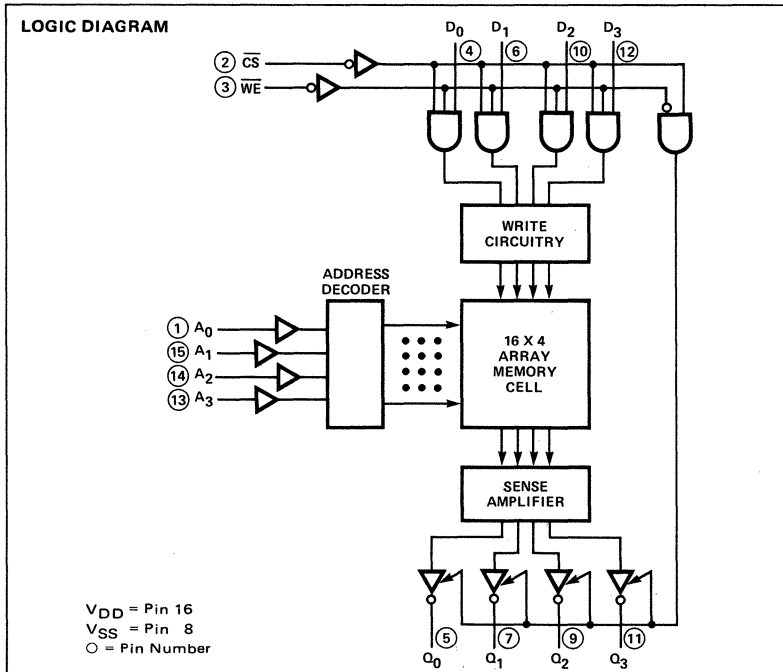 LOGIC DIAGRAM
D0 D1 D2 D3
④ ⑥ ⑩ ⑫
② C̅S̅
③ W̅E̅
WRITE
CIRCUITRY
ADDRESS
DECODER
① A0
⑮ A1
⑭ A2
⑬ A3
16 X 4
ARRAY
MEMORY
CELL
SENSE
AMPLIFIER
VDD = Pin 16
VSS = Pin 8
O = Pin Number
⑤ ⑦ ⑨ ⑪
Q0 Q1 Q2 Q3